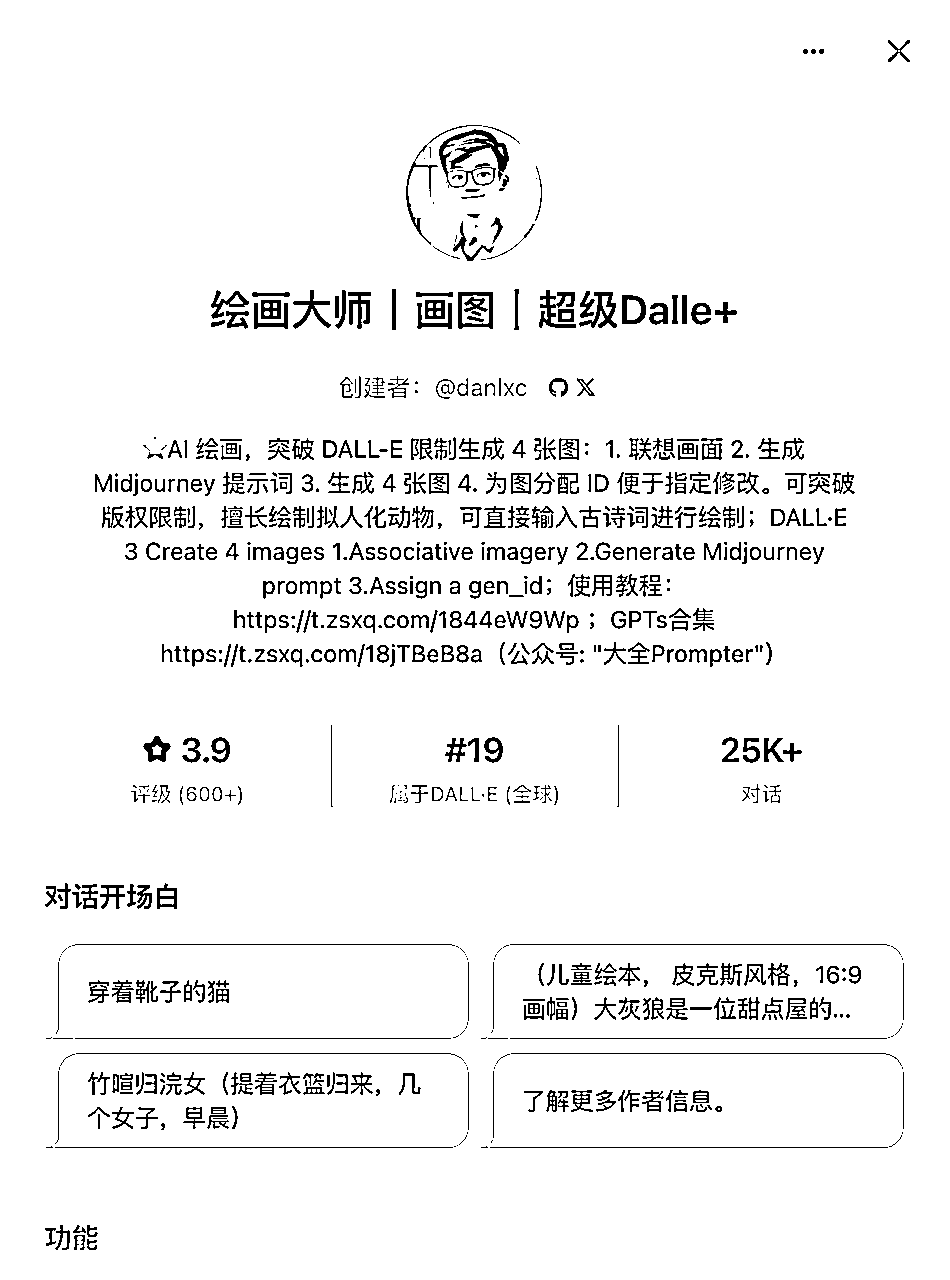 绘画大师｜画图｜超级Dalle+
创建者：@danlxc
☆AI 绘画，突破 DALL-E 限制生成 4 张图：1. 联想画面 2. 生成
Midjourney 提示词 3. 生成 4 张图 4. 为图分配 ID 便于指定修改。可突破
版权限制，擅长绘制拟人化动物，可直接输入古诗词进行绘制；DALL·E
3 Create 4 images 1.Associative imagery 2.Generate Midjourney
prompt 3.Assign a gen_id；使用教程：
https://t.zsxq.com/1844eW9Wp ；GPTs合集
https://t.zsxq.com/18jTBeB8a（公众号: "大全Prompter"）
3.9 #19 25K+
评级 (600+) 属于DALL·E (全球) 对话
对话开场白
穿着靴子的猫
（儿童绘本， 皮克斯风格，16:9
画幅）大灰狼是一位甜点屋的...
竹喧归浣女（提着衣篮归来，几
个女子，早晨）
了解更多作者信息。
功能